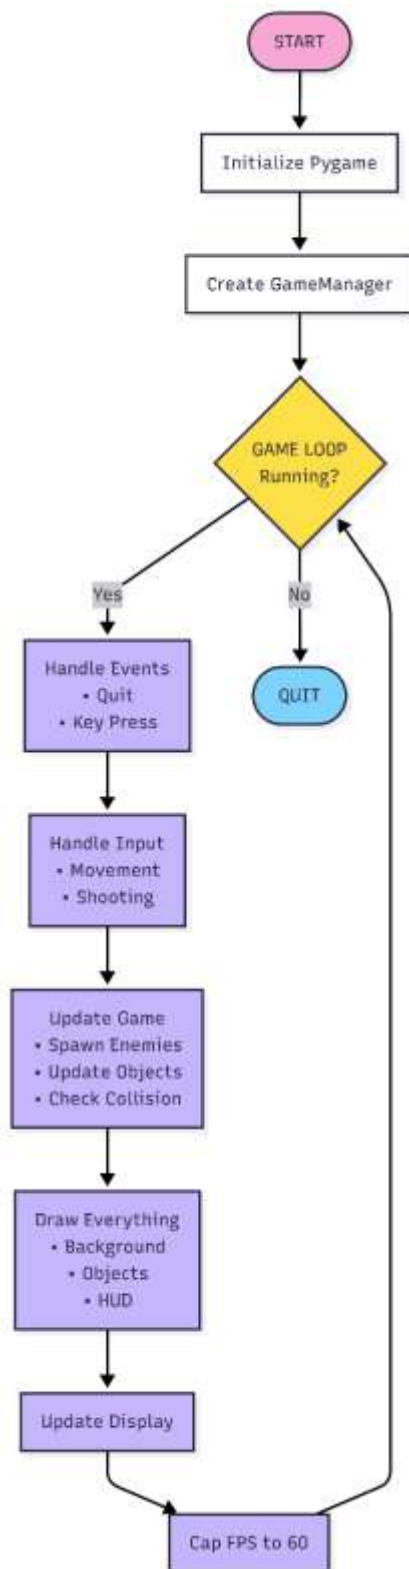 START
Initialize Pygame
Create GameManager
GAME LOOP
Running?
Yes
No
Handle Events
• Quit
• Key Press
QUIT
Handle Input
• Movement
• Shooting
Update Game
• Spawn Enemies
• Update Objects
• Check Collision
Draw Everything
• Background
• Objects
• HUD
Update Display
Cap FPS to 60